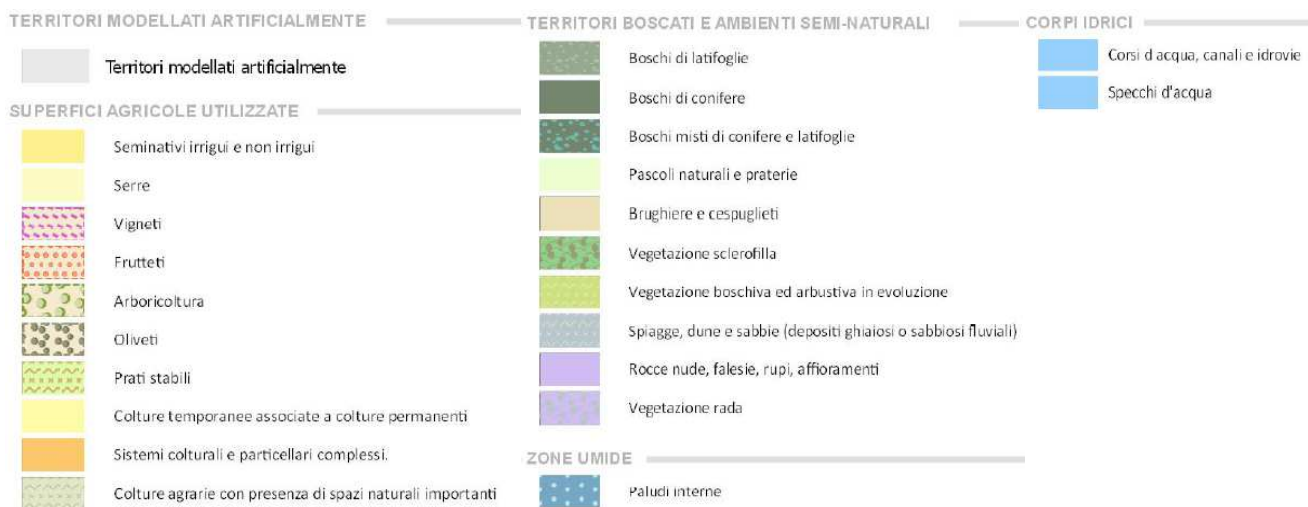 TERRITORI MODELLATI ARTIFICIALMENTE
Territori modellati artificialmente
SUPERFICI AGRICOLE UTILIZZATE
Seminativi irrigui e non irrigui
Serre
Vigneti
Frutteti
Arboricoltura
Oliveti
Prati stabili
Colture temporanee associate a colture permanenti
Sistemi colturali e particellari complessi.
Colture agrarie con presenza di spazi naturali importanti
TERRITORI BOSCATI E AMBIENTI SEMI-NATURALI
Boschi di latifoglie
Boschi di conifere
Boschi misti di conifere e latifoglie
Pascoli naturali e praterie
Brughiere e cespuglieti
Vegetazione sclerofilla
Vegetazione boschiva ed arbustiva in evoluzione
Spiagge, dune e sabbie (depositi ghiaiosi o sabbiosi fluviali)
Rocce nude, falesie, rupi, affioramenti
Vegetazione rada
ZONE UMIDE
Paludi interne
CORPI IDRICI
Corsi d acqua, canali e idrovie
Specchi d'acqua